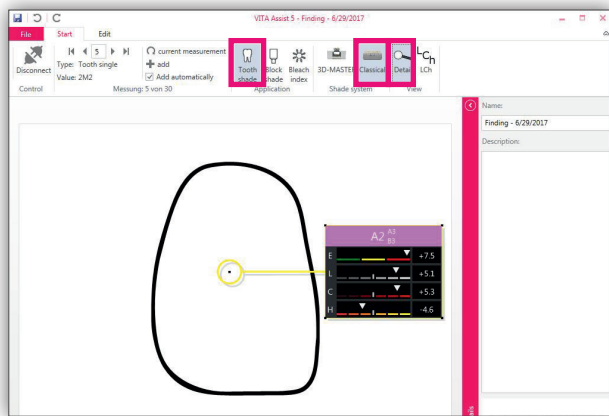 VITA Assist 5 - Finding - 6/29/2017
File Start Edit
Disconnect
Control
5
Type: Tooth single
Value: 2M2
current measurement
add
Add automatically
Messung: 5 von 30
Tooth shade
Block shade
Bleach index
Application
3D-MASTER
Classical
Shade system
Detail
LCh
LCh
View
A2 A3 B3
E +7.5
L +5.1
C +5.3
H -4.6
Name:
Finding - 6/29/2017
Description: